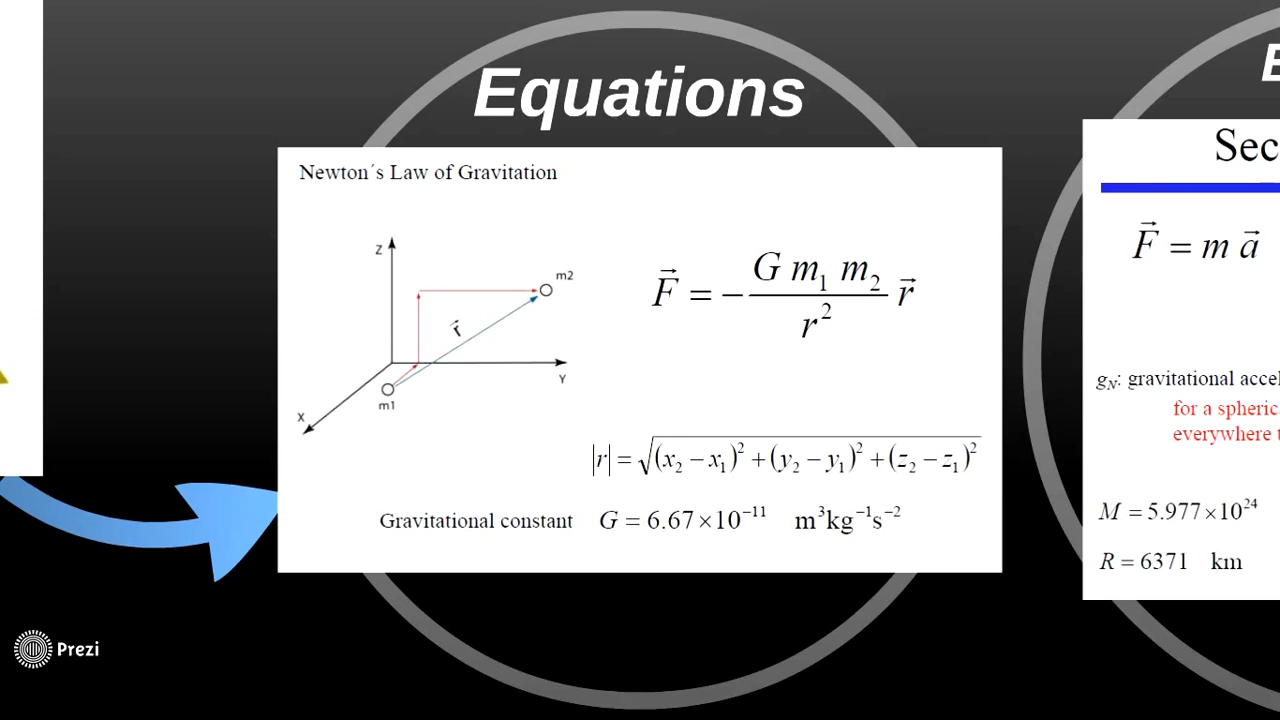 Equations
Newton´s Law of Gravitation
Z
m2
r⃗
Y
m1
X
F⃗ = − (G m₁ m₂ / r²) r⃗
|r| = √((x₂ − x₁)² + (y₂ − y₁)² + (z₂ − z₁)²)
Gravitational constant G = 6.67×10⁻¹¹ m³kg⁻¹s⁻²
E
Sec
F⃗ = m a⃗
g_N: gravitational accel
for a spherica
everywhere t
M = 5.977×10²⁴
R = 6371 km
Prezi